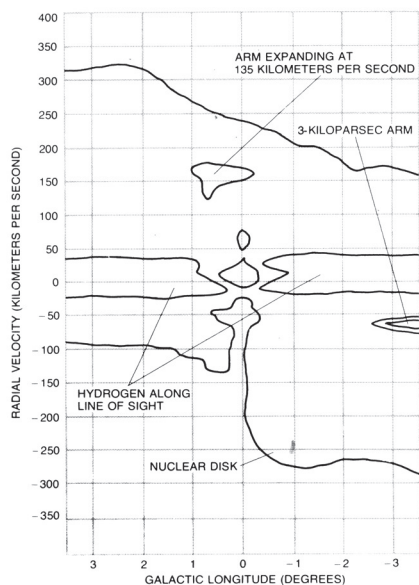 400
350
300
250
200
150
100
50
0
−50
−100
−150
−200
−250
−300
−350
RADIAL VELOCITY (KILOMETERS PER SECOND)
ARM EXPANDING AT
135 KILOMETERS PER SECOND
3-KILOPARSEC ARM
HYDROGEN ALONG
LINE OF SIGHT
NUCLEAR DISK
3
2
1
0
−1
−2
−3
GALACTIC LONGITUDE (DEGREES)